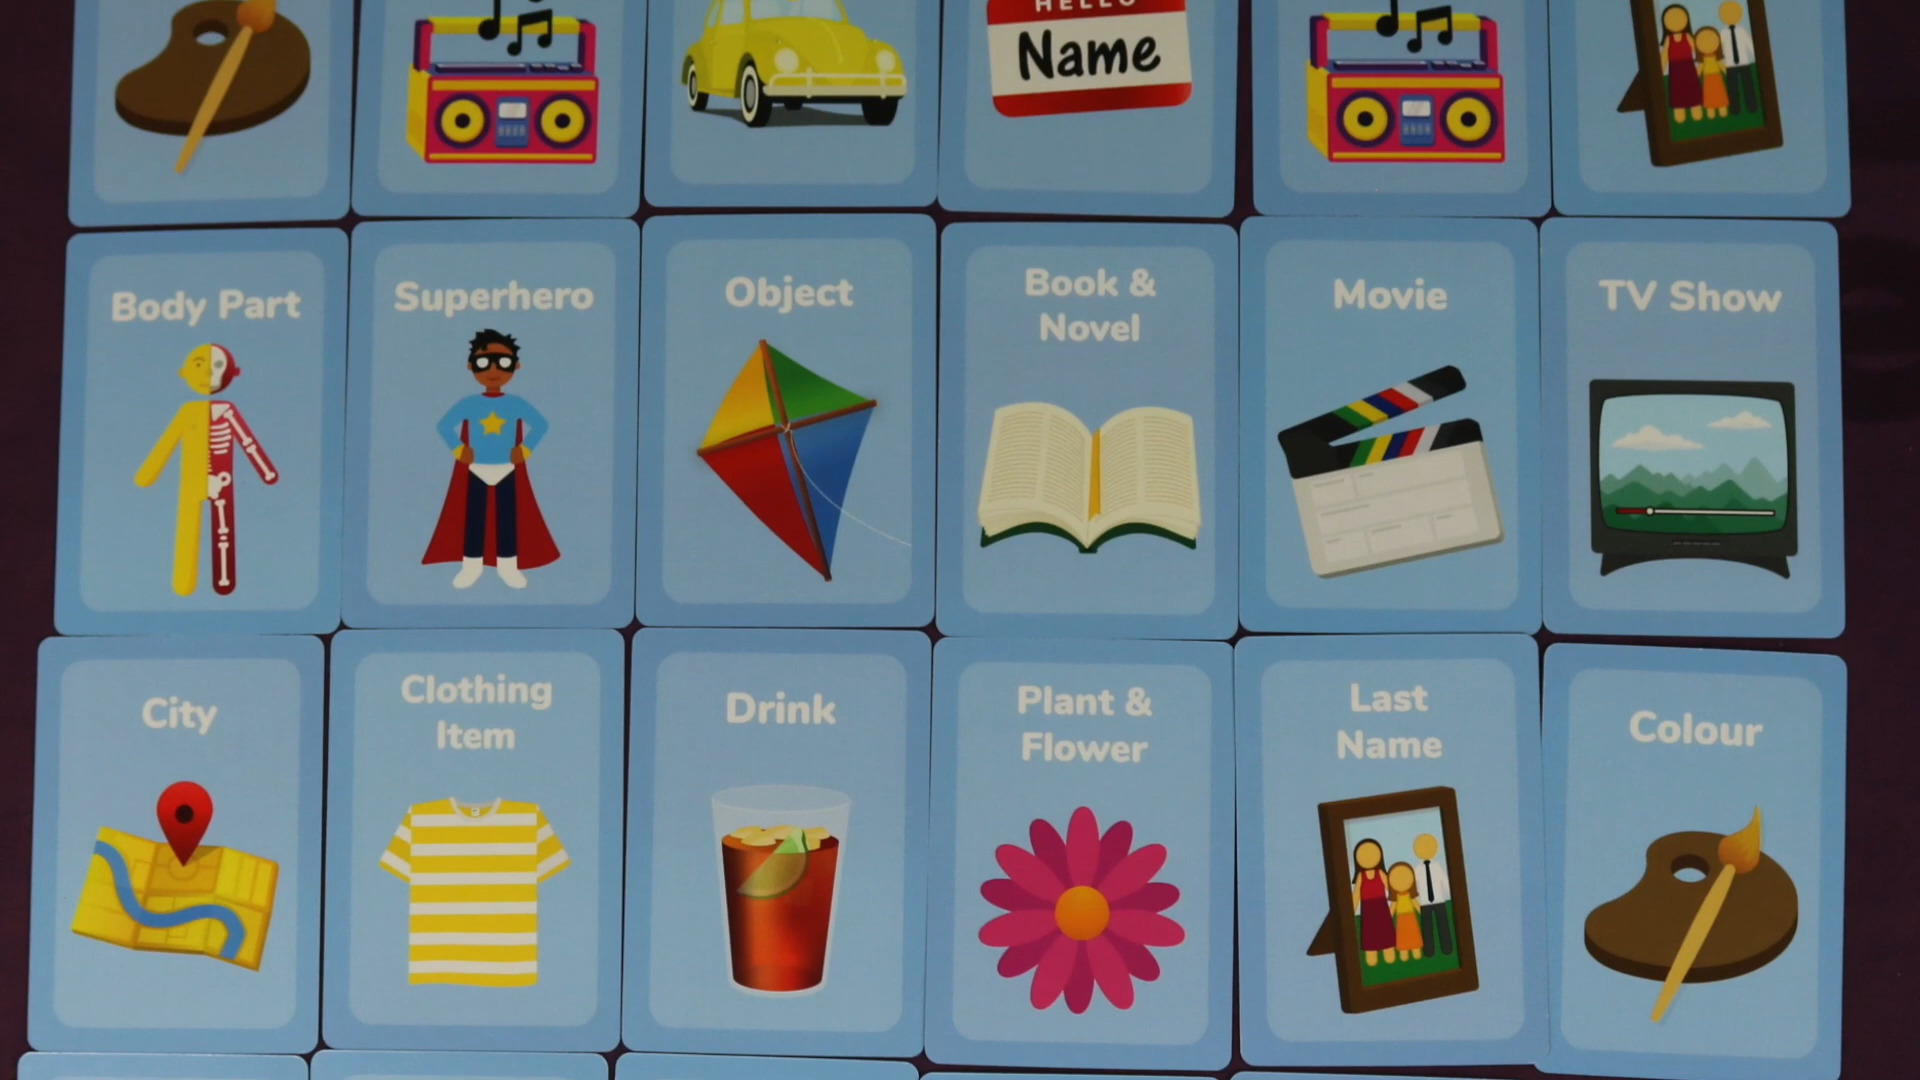 HELLO
Name
Body Part
Superhero
Object
Book &
Novel
Movie
TV Show
City
Clothing
Item
Drink
Plant &
Flower
Last
Name
Colour